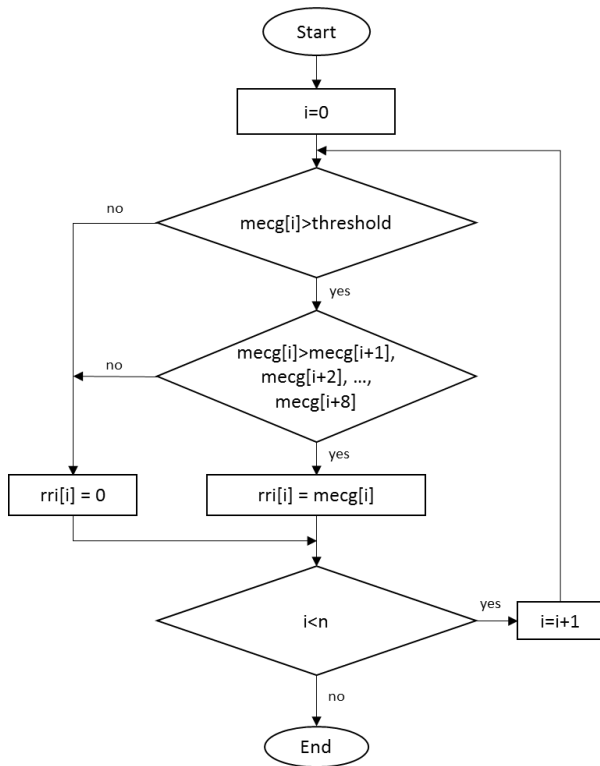 Start
i=0
mecg[i]>threshold
no
yes
mecg[i]>mecg[i+1],
mecg[i+2], ...,
mecg[i+8]
no
yes
rri[i] = 0
rri[i] = mecg[i]
i<n
yes
i=i+1
no
End